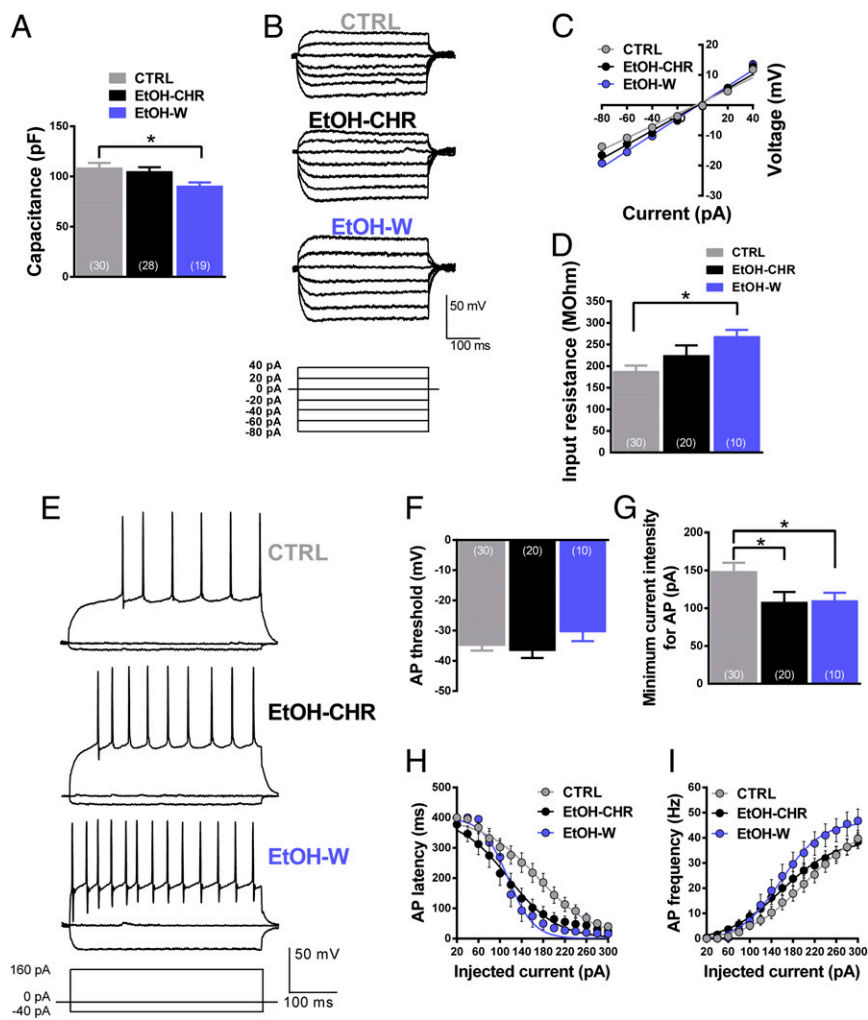 A
CTRL
EtOH-CHR
EtOH-W
*
Capacitance (pF)
150
100
50
0
(30) (28) (19)
B
CTRL
EtOH-CHR
EtOH-W
50 mV
100 ms
40 pA
20 pA
0 pA
-20 pA
-40 pA
-60 pA
-80 pA
C
CTRL
EtOH-CHR
EtOH-W
20
10
-80 -60 -40 -20 0 20 40
-10
-20
-30
Voltage (mV)
Current (pA)
D
CTRL
EtOH-CHR
EtOH-W
*
Input resistance (MOhm)
350
300
250
200
150
100
50
0
(30) (20) (10)
E
CTRL
EtOH-CHR
EtOH-W
50 mV
100 ms
160 pA
0 pA
-40 pA
F
AP threshold (mV)
0
-10
-20
-30
-40
-50
(30) (20) (10)
G
*
*
Minimum current intensity
for AP (pA)
200
150
100
50
0
(30) (20) (10)
H
CTRL
EtOH-CHR
EtOH-W
AP latency (ms)
500
400
300
200
100
0
20 60 100 140 180 220 260 300
Injected current (pA)
I
CTRL
EtOH-CHR
EtOH-W
AP frequency (Hz)
60
50
40
30
20
10
0
20 60 100 140 180 220 260 300
Injected current (pA)